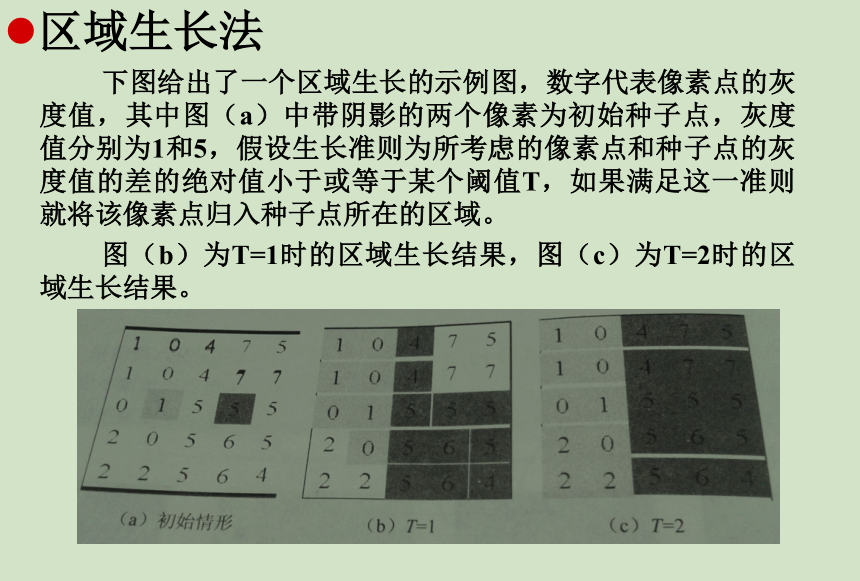 区域生长法
下图给出了一个区域生长的示例图，数字代表像素点的灰
度值，其中图（a）中带阴影的两个像素为初始种子点，灰度
值分别为1和5，假设生长准则为所考虑的像素点和种子点的灰
度值的差的绝对值小于或等于某个阈值T，如果满足这一准则
就将该像素点归入种子点所在的区域。
图（b）为T=1时的区域生长结果，图（c）为T=2时的区
域生长结果。
1 0 4 7 5
1 0 4 7 7
0 1 5 5 5
2 0 5 6 5
2 2 5 6 4
（a）初始情形
1 0 4 7 5
1 0 4 7 7
0 1 5 5 5
2 0 5 6 5
2 2 5 6 4
（b）T=1
1 0 4 7 5
1 0 4 7 7
0 1 5 5 5
2 0 5 6 5
2 2 5 6 4
（c）T=2